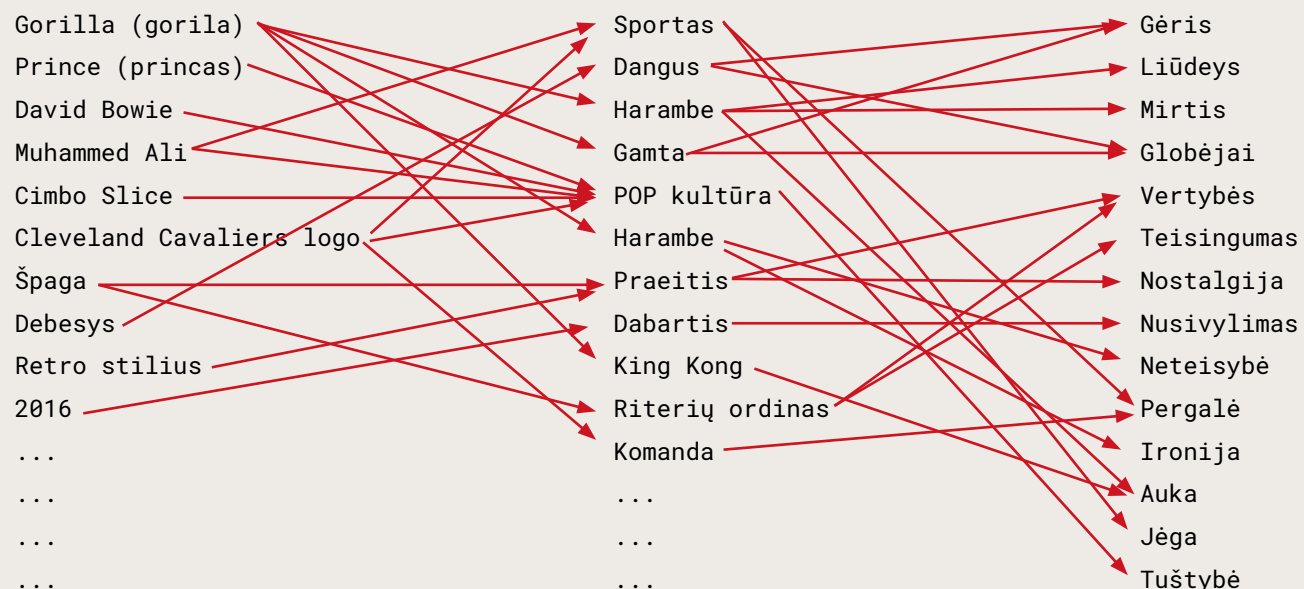 Gorilla (gorila)
Prince (princas)
David Bowie
Muhammed Ali
Cimbo Slice
Cleveland Cavaliers logo
Špaga
Debesys
Retro stilius
2016
...
...
...
...
Sportas
Dangus
Harambe
Gamta
POP kultūra
Harambe
Praeitis
Dabartis
King Kong
Riterių ordinas
Komanda
...
...
...
Gėris
Liūdeys
Mirtis
Globėjai
Vertybės
Teisingumas
Nostalgija
Nusivylimas
Neteisybė
Pergalė
Ironija
Auka
Jėga
Tuštybė